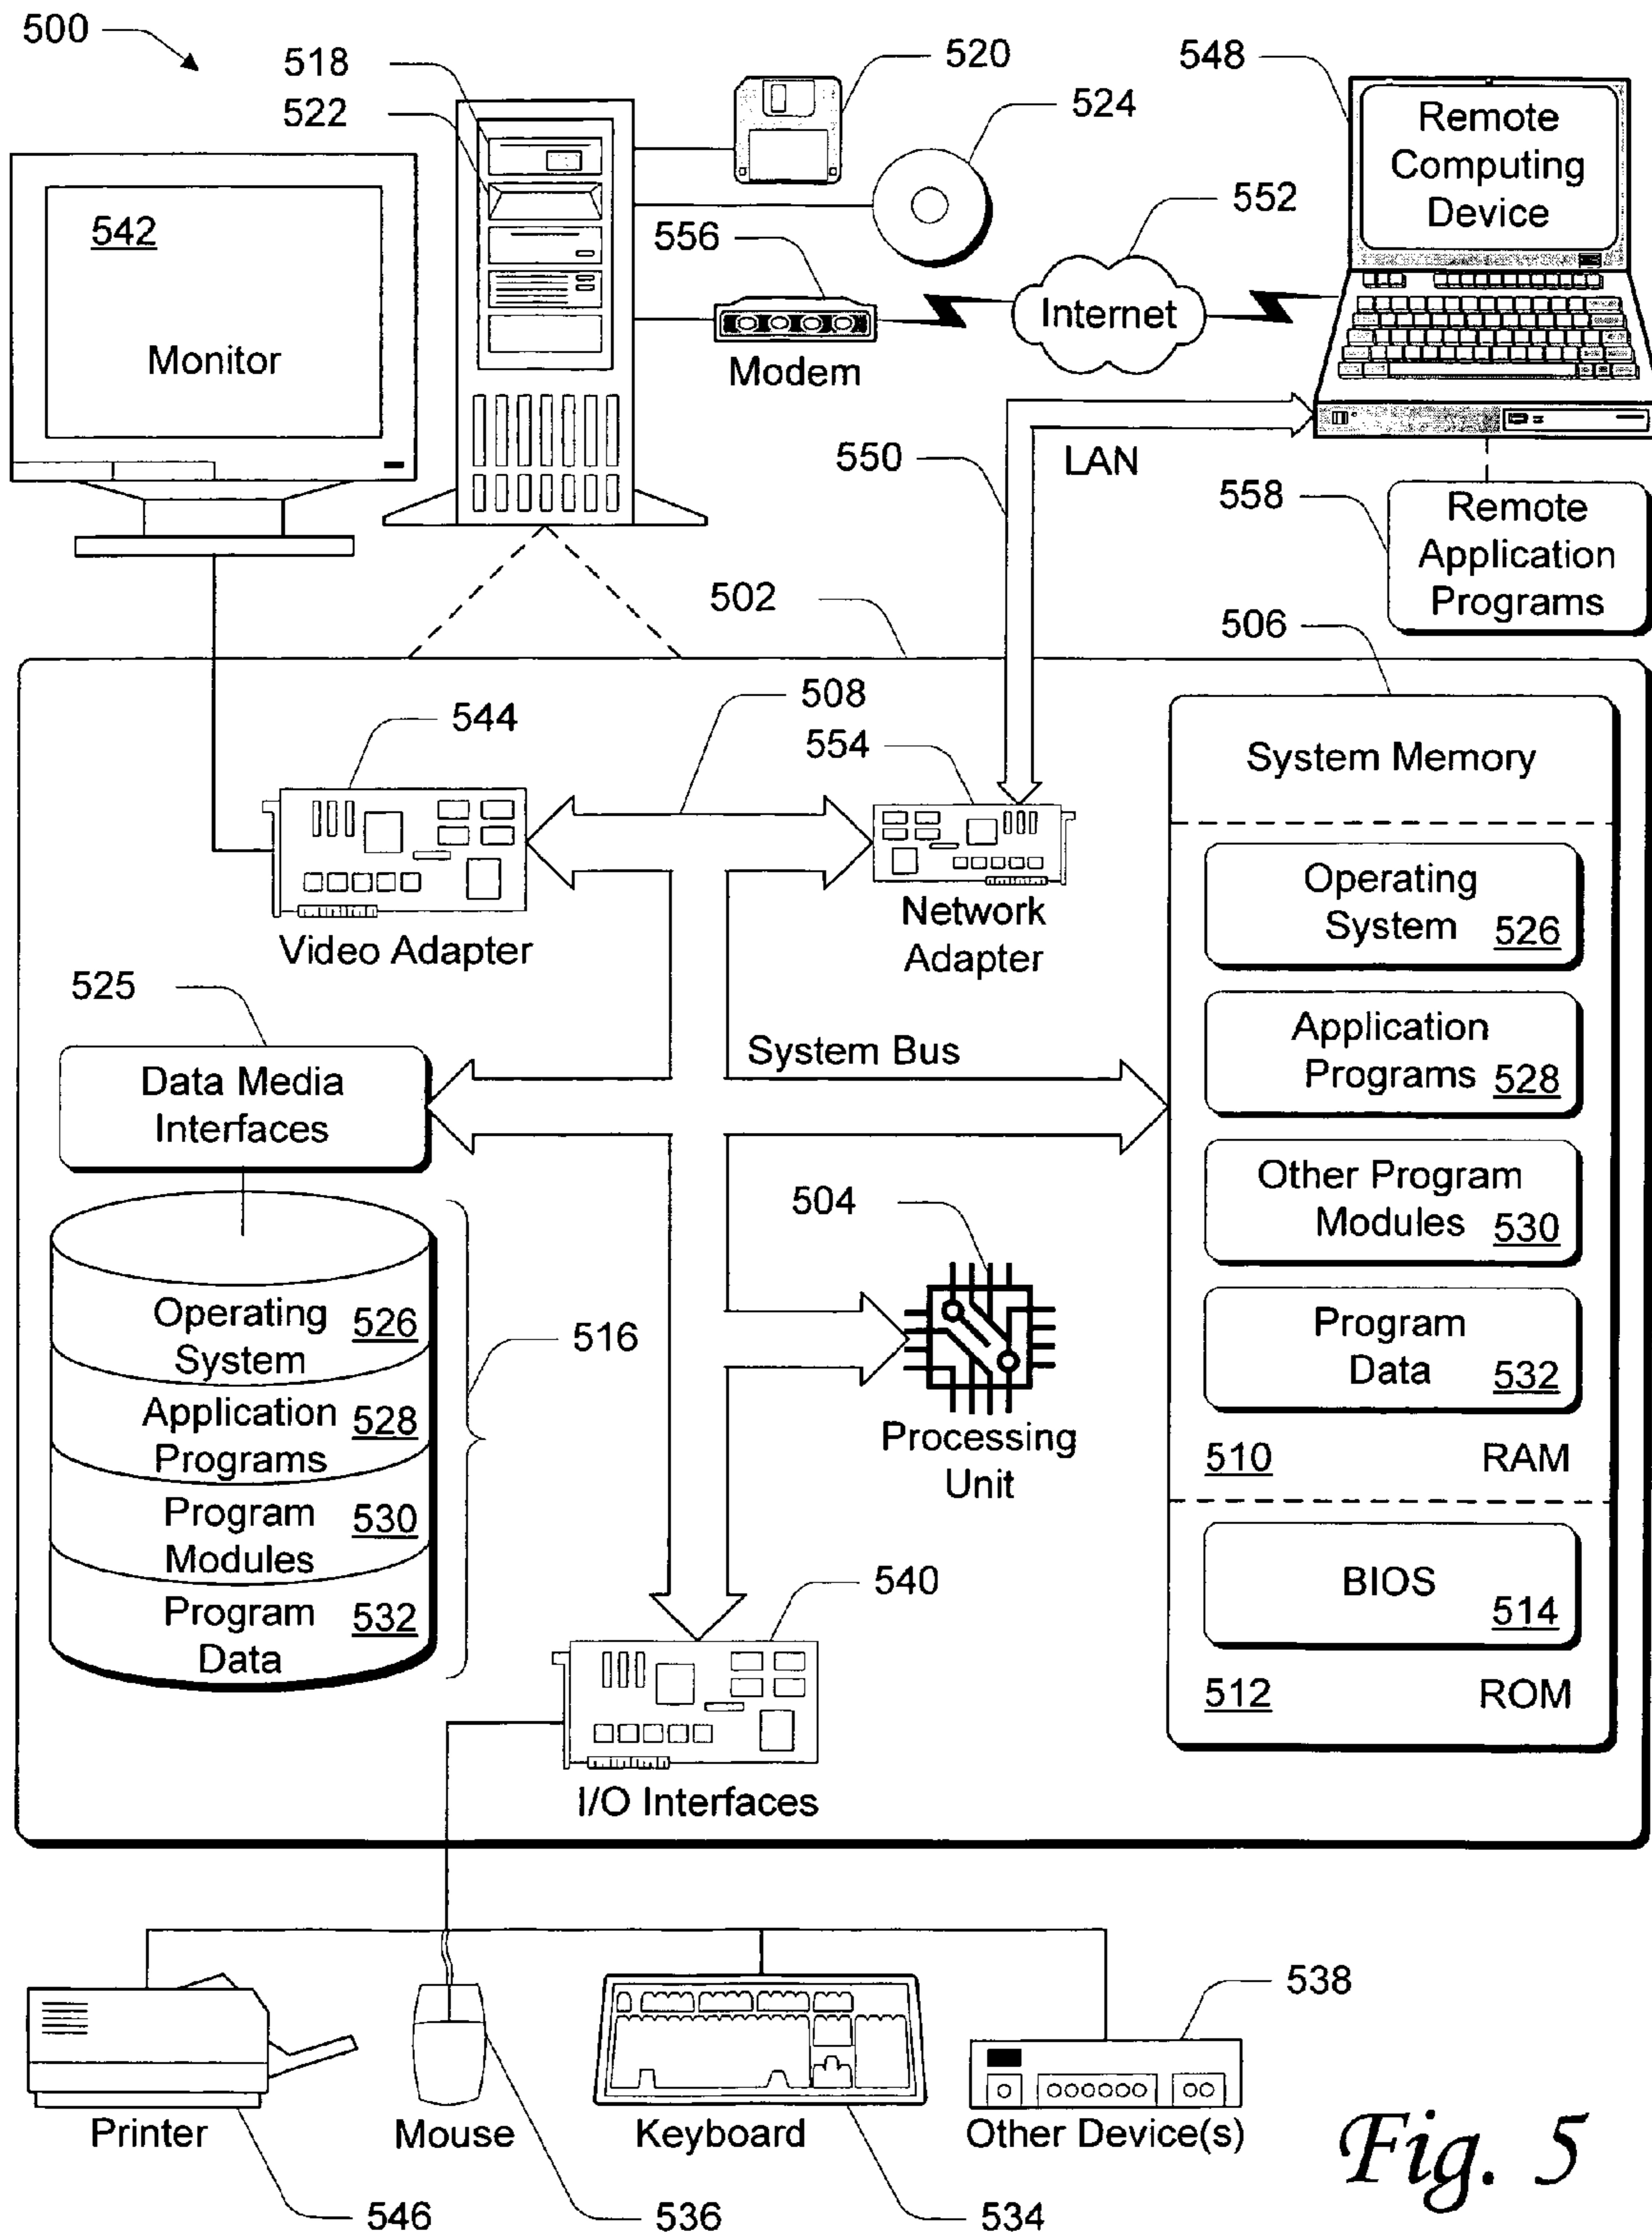 500
518
522
520
524
548
Remote
Computing
Device
552
556
542
Monitor
Internet
Modem
550
LAN
558
Remote
Application
Programs
502
506
508
544
554
System Memory
Video Adapter
Network
Adapter
Operating
System 526
525
Data Media
Interfaces
System Bus
Application
Programs 528
Other Program
Modules 530
504
Operating
System 526
516
Program
Data 532
Application
Programs 528
Processing
Unit
510 RAM
Program
Modules 530
BIOS
514
540
Program
Data 532
512 ROM
I/O Interfaces
538
Printer
Mouse
Keyboard
Other Device(s)
546
536
534
Fig. 5